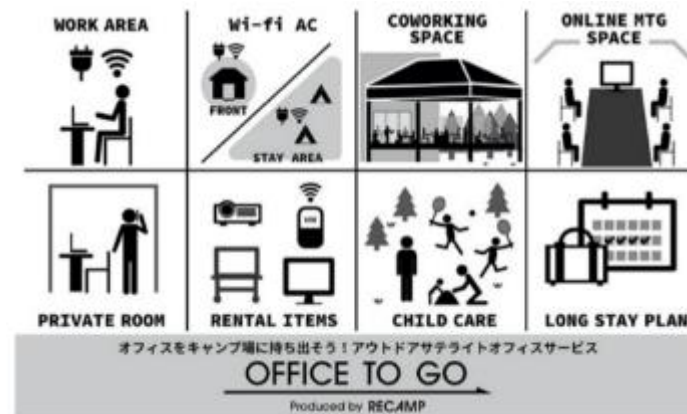 WORK AREA
Wi-fi AC
FRONT
STAY AREA
COWORKING
SPACE
ONLINE MTG
SPACE
PRIVATE ROOM
RENTAL ITEMS
CHILD CARE
LONG STAY PLAN
オフィスをキャンプ場に持ち出そう！アウトドアサテライトオフィスサービス
OFFICE TO GO
Produced by RECAMP